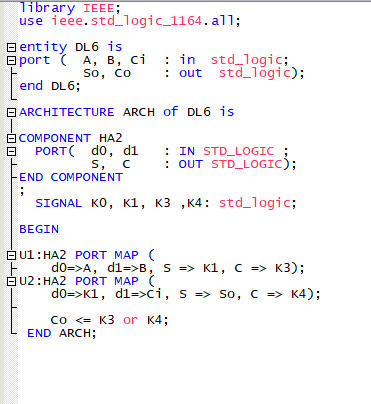 library IEEE;
use ieee.std_logic_1164.all;
entity DL6 is
port ( A, B, Ci : in std_logic;
So, Co : out std_logic);
end DL6;
ARCHITECTURE ARCH of DL6 is
COMPONENT HA2
PORT( d0, d1 : IN STD_LOGIC ;
S, C : OUT STD_LOGIC);
END COMPONENT
;
SIGNAL K0, K1, K3 ,K4: std_logic;
BEGIN
U1:HA2 PORT MAP (
d0=>A, d1=>B, S => K1, C => K3);
U2:HA2 PORT MAP (
d0=>K1, d1=>Ci, S => So, C => K4);
Co <= K3 or K4;
END ARCH;